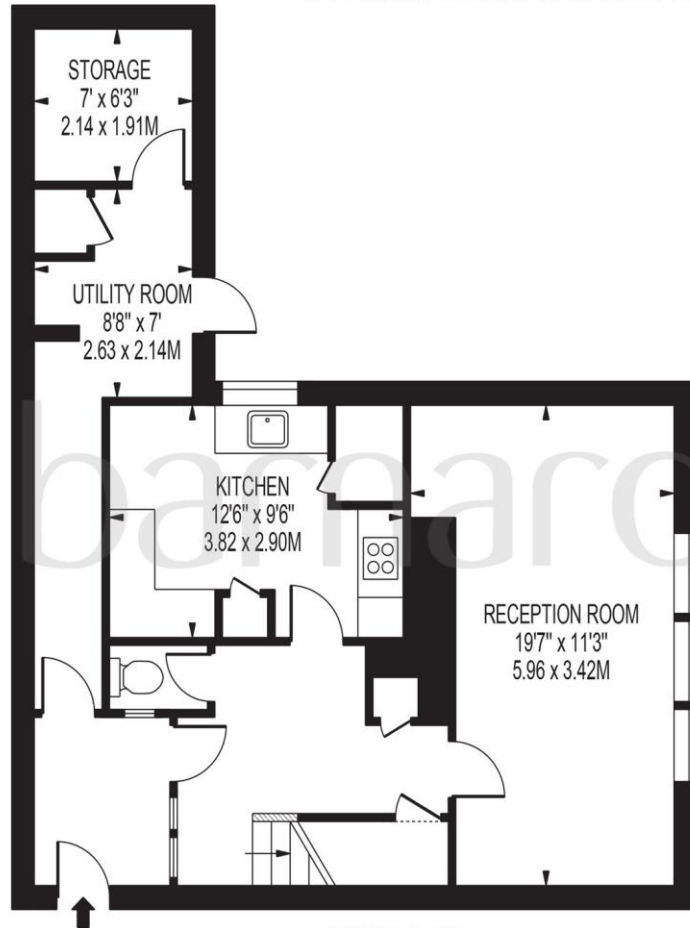 STORAGE
7' x 6'3"
2.14 x 1.91M
UTILITY ROOM
8'8" x 7'
2.63 x 2.14M
KITCHEN
12'6" x 9'6"
3.82 x 2.90M
RECEPTION ROOM
19'7" x 11'3"
5.96 x 3.42M